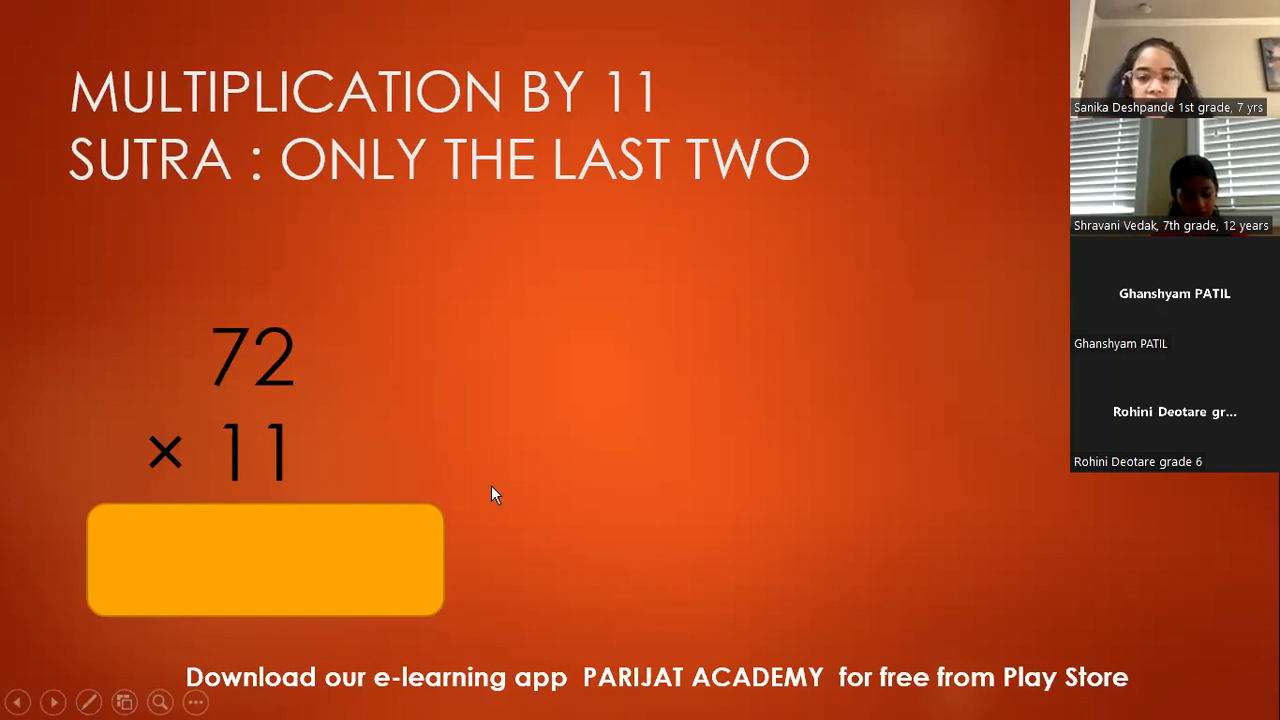 MULTIPLICATION BY 11
SUTRA : ONLY THE LAST TWO
72
× 11
Download our e-learning app PARIJAT ACADEMY for free from Play Store
Sanika Deshpande 1st grade, 7 yrs
Shravani Vedak, 7th grade, 12 years
Ghanshyam PATIL
Ghanshyam PATIL
Rohini Deotare gr...
Rohini Deotare grade 6